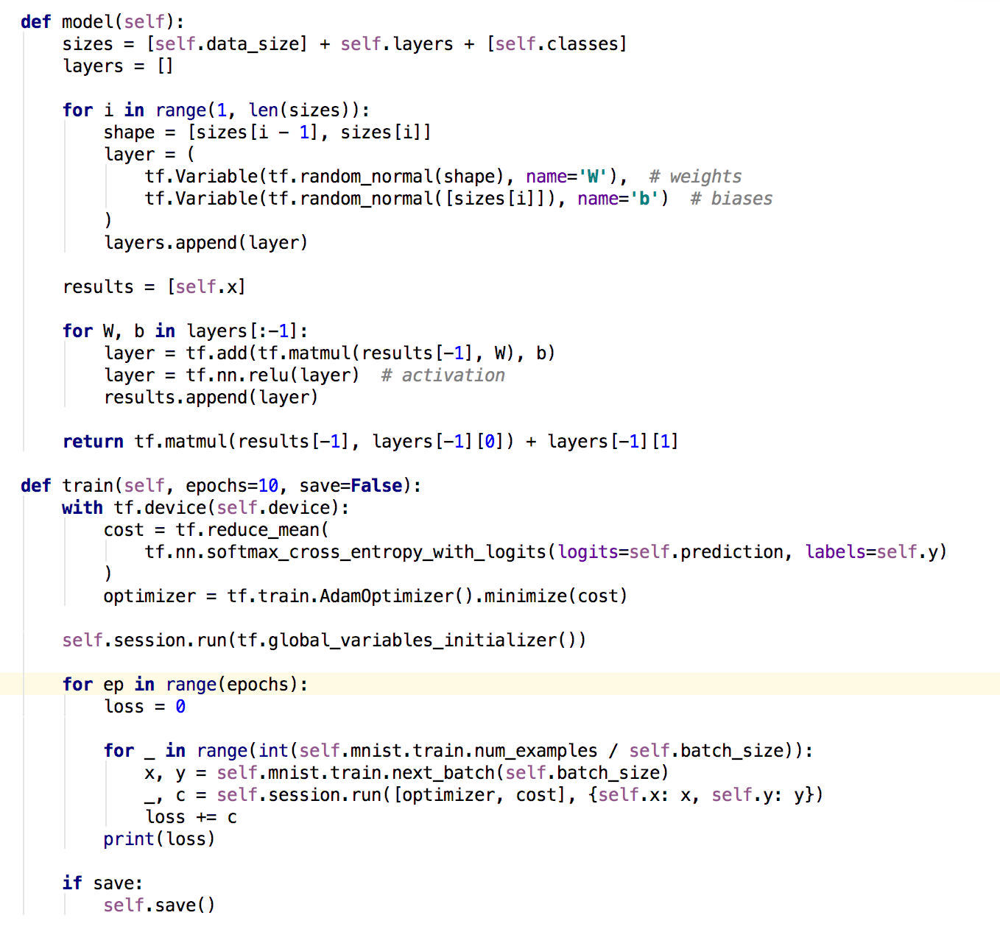 def model(self):
    sizes = [self.data_size] + self.layers + [self.classes]
    layers = []

    for i in range(1, len(sizes)):
        shape = [sizes[i - 1], sizes[i]]
        layer = (
            tf.Variable(tf.random_normal(shape), name='W'),  # weights
            tf.Variable(tf.random_normal([sizes[i]]), name='b')  # biases
        )
        layers.append(layer)

    results = [self.x]

    for W, b in layers[:-1]:
        layer = tf.add(tf.matmul(results[-1], W), b)
        layer = tf.nn.relu(layer)  # activation
        results.append(layer)

    return tf.matmul(results[-1], layers[-1][0]) + layers[-1][1]

def train(self, epochs=10, save=False):
    with tf.device(self.device):
        cost = tf.reduce_mean(
            tf.nn.softmax_cross_entropy_with_logits(logits=self.prediction, labels=self.y)
        )
        optimizer = tf.train.AdamOptimizer().minimize(cost)

    self.session.run(tf.global_variables_initializer())

    for ep in range(epochs):
        loss = 0

        for _ in range(int(self.mnist.train.num_examples / self.batch_size)):
            x, y = self.mnist.train.next_batch(self.batch_size)
            _, c = self.session.run([optimizer, cost], {self.x: x, self.y: y})
            loss += c
        print(loss)

    if save:
        self.save()